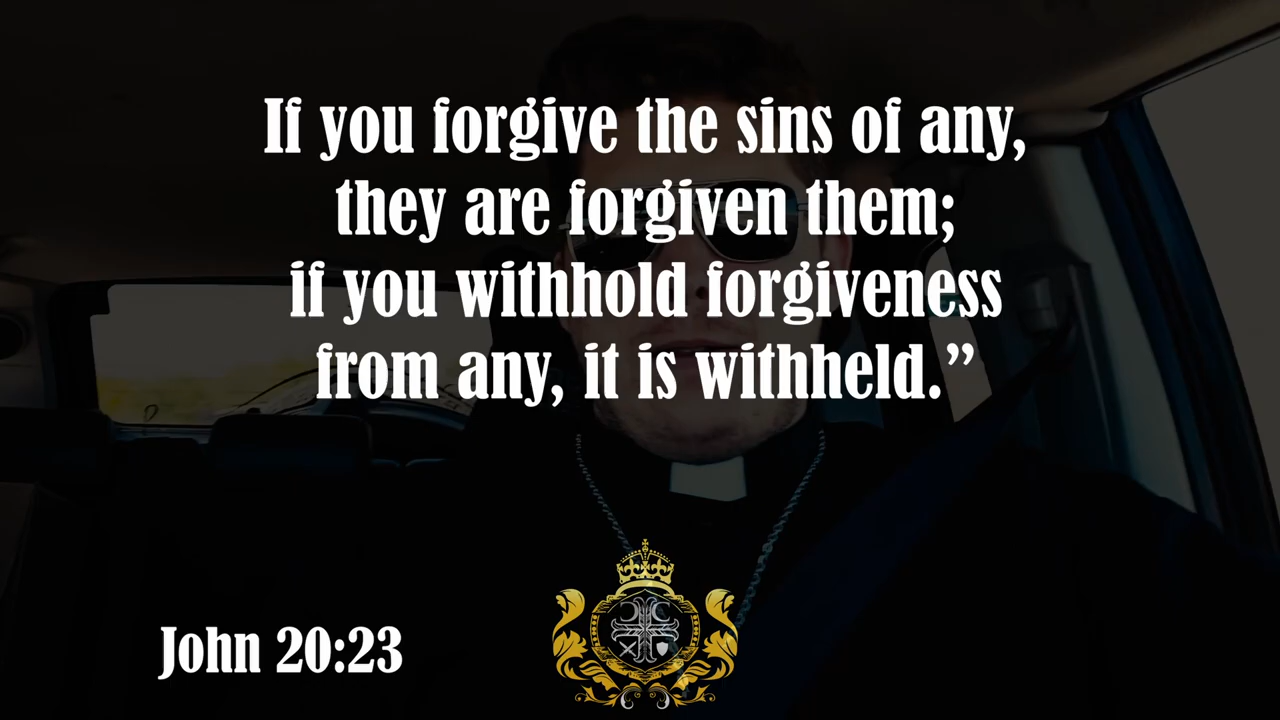 If you forgive the sins of any,
they are forgiven them;
if you withhold forgiveness
from any, it is withheld.”
John 20:23